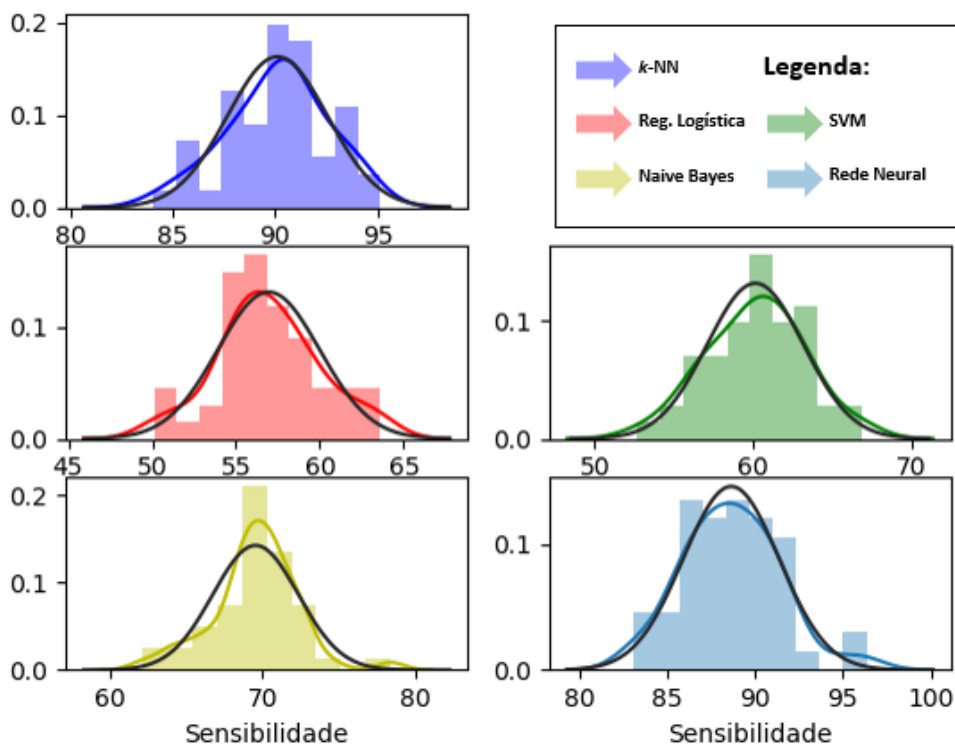 0.2
0.1
0.0
80 85 90 95
k-NN
Legenda:
Reg. Logística
SVM
Naive Bayes
Rede Neural
0.1
0.0
45 50 55 60 65
0.1
0.0
50 60 70
0.2
0.1
0.0
60 70 80
Sensibilidade
0.1
0.0
80 85 90 95 100
Sensibilidade